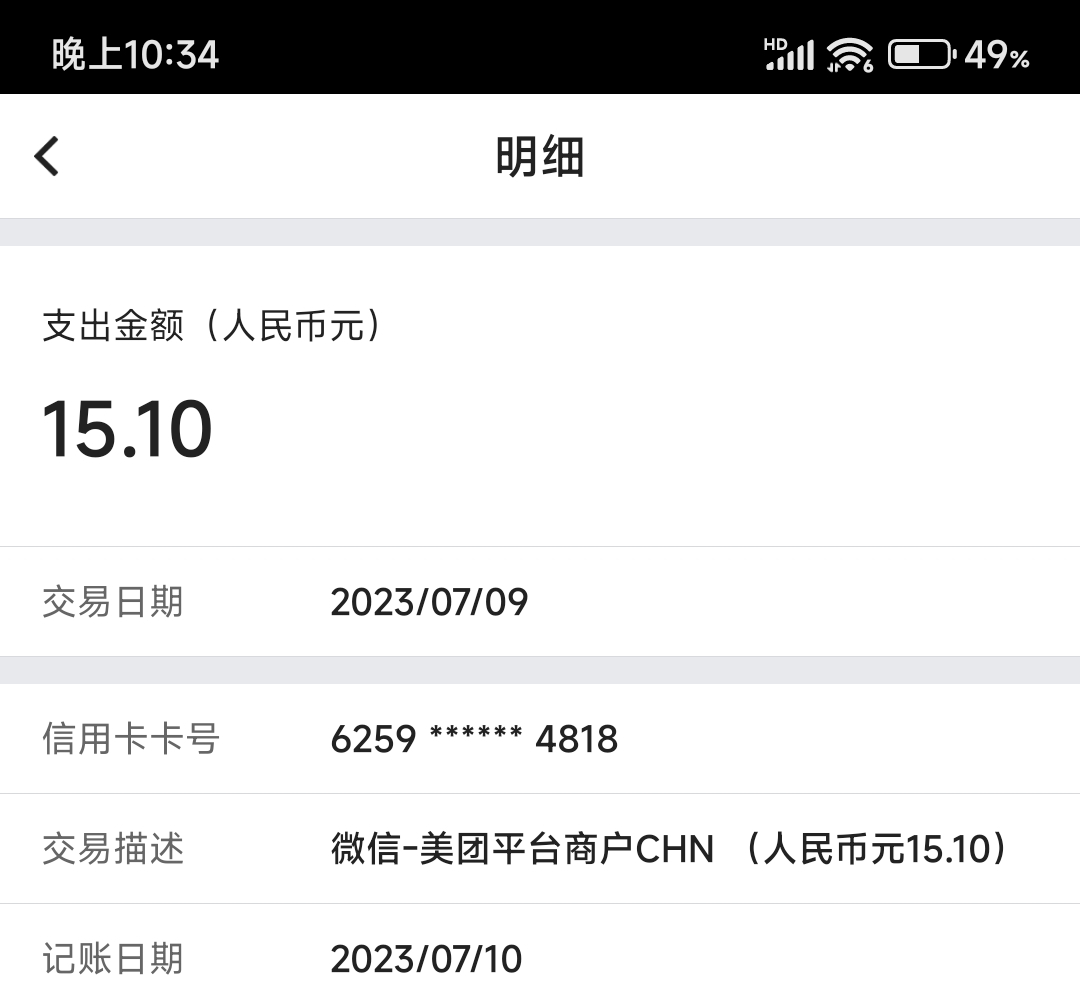 晚上10:34 HD 6 49%
明细
支出金额（人民币元）
15.10
交易日期 2023/07/09
信用卡卡号 6259 ****** 4818
交易描述 微信-美团平台商户CHN （人民币元15.10）
记账日期 2023/07/10